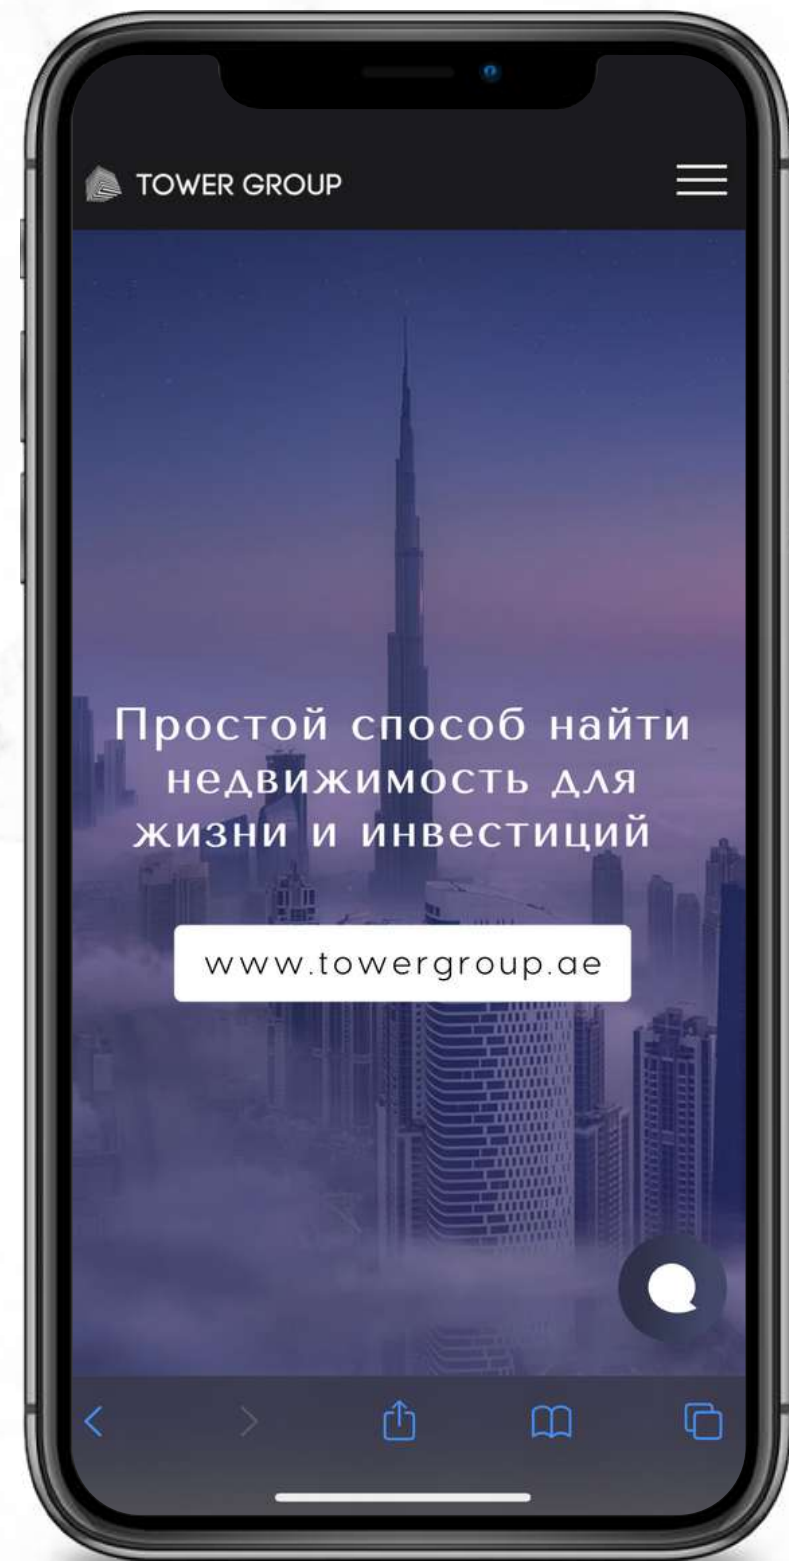 TOWER GROUP
Простой способ найти
недвижимость для
жизни и инвестиций
www.towergroup.ae